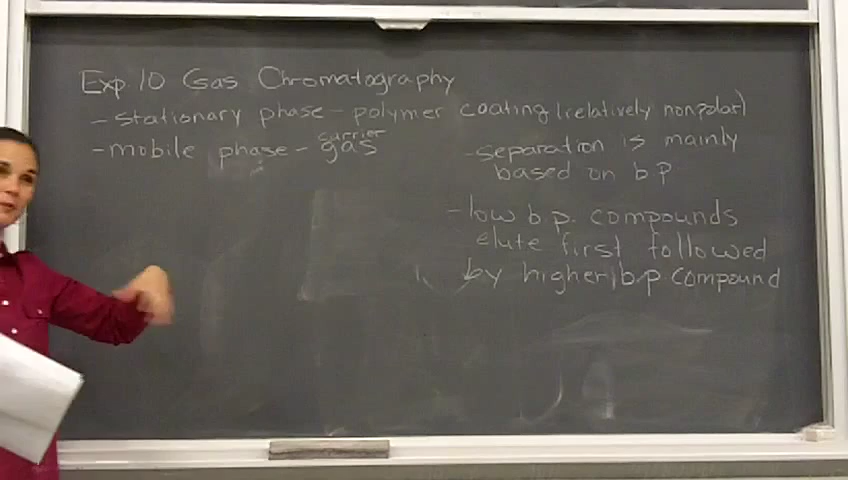 Exp. 10 Gas Chromatography
- stationary phase - polymer coating (relatively nonpolar)
- mobile phase - carrier gas
- separation is mainly
based on bp
- low b.p. compounds
elute first followed
by higher b.p. compound